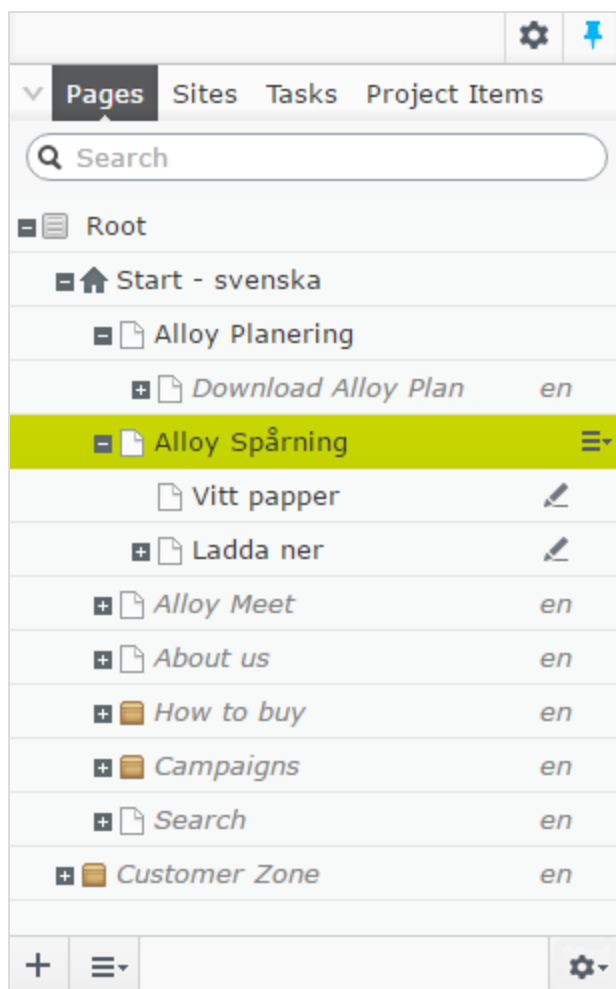 Pages Sites Tasks Project Items
Search
Root
Start - svenska
Alloy Planering
Download Alloy Plan en
Alloy Spårning
Vitt papper
Ladda ner
Alloy Meet en
About us en
How to buy en
Campaigns en
Search en
Customer Zone en